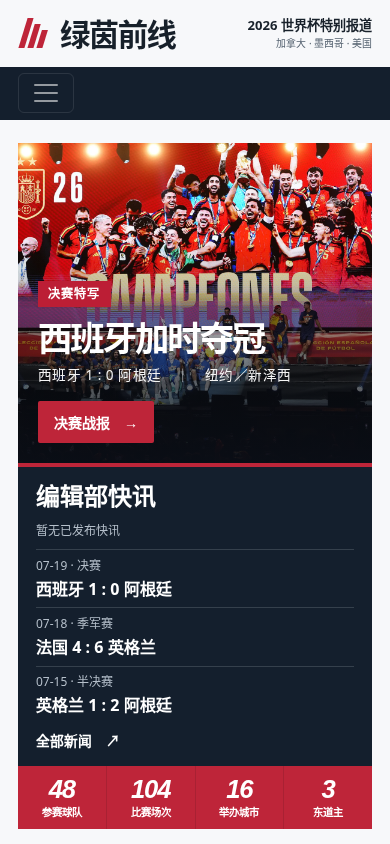 绿茵前线
2026 世界杯特别报道
加拿大 · 墨西哥 · 美国
26
CAMPEONES
决赛特写
西班牙加时夺冠
西班牙 1 : 0 阿根廷
纽约／新泽西
决赛战报 →
编辑部快讯
暂无已发布快讯
07-19 · 决赛
西班牙 1 : 0 阿根廷
07-18 · 季军赛
法国 4 : 6 英格兰
07-15 · 半决赛
英格兰 1 : 2 阿根廷
全部新闻 ↗
48 104 16 3
参赛球队 比赛场次 举办城市 东道主